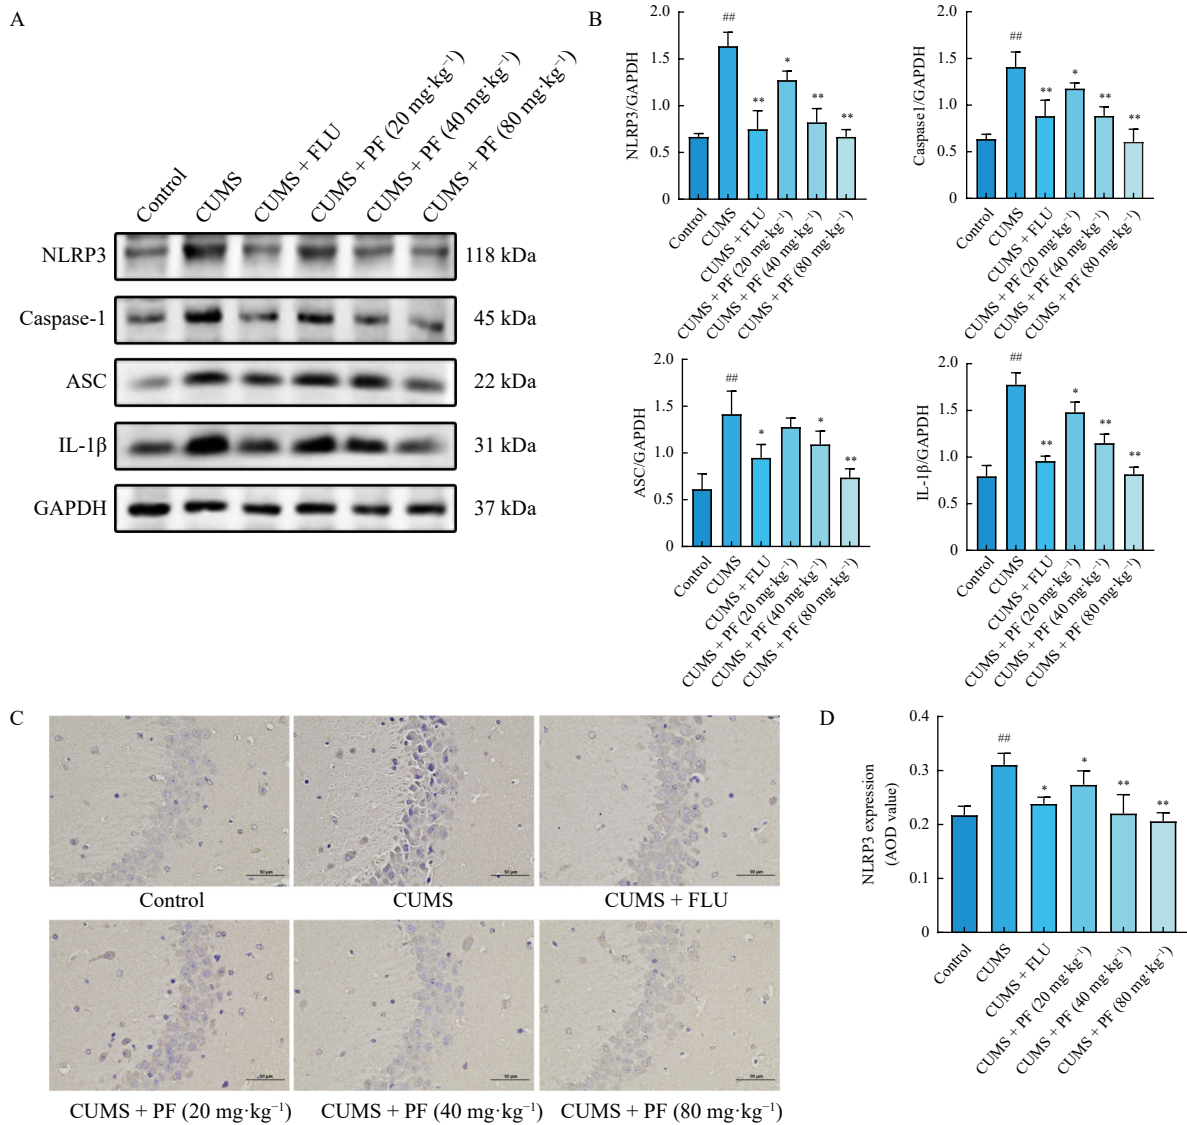 A
Control
CUMS
CUMS + FLU
CUMS + PF (20 mg·kg⁻¹)
CUMS + PF (40 mg·kg⁻¹)
CUMS + PF (80 mg·kg⁻¹)
NLRP3 118 kDa
Caspase-1 45 kDa
ASC 22 kDa
IL-1β 31 kDa
GAPDH 37 kDa
B
NLRP3/GAPDH
2.0
1.5
1.0
0.5
0
##
**
*
**
**
Control
CUMS
CUMS + FLU
CUMS + PF (20 mg·kg⁻¹)
CUMS + PF (40 mg·kg⁻¹)
CUMS + PF (80 mg·kg⁻¹)
Caspase1/GAPDH
2.0
1.5
1.0
0.5
0
##
**
*
**
**
Control
CUMS
CUMS + FLU
CUMS + PF (20 mg·kg⁻¹)
CUMS + PF (40 mg·kg⁻¹)
CUMS + PF (80 mg·kg⁻¹)
ASC/GAPDH
2.0
1.5
1.0
0.5
0
##
*
*
**
Control
CUMS
CUMS + FLU
CUMS + PF (20 mg·kg⁻¹)
CUMS + PF (40 mg·kg⁻¹)
CUMS + PF (80 mg·kg⁻¹)
IL-1β/GAPDH
2.0
1.5
1.0
0.5
0
##
**
*
**
**
Control
CUMS
CUMS + FLU
CUMS + PF (20 mg·kg⁻¹)
CUMS + PF (40 mg·kg⁻¹)
CUMS + PF (80 mg·kg⁻¹)
C
50 μm
50 μm
50 μm
Control
CUMS
CUMS + FLU
50 μm
50 μm
50 μm
CUMS + PF (20 mg·kg⁻¹)
CUMS + PF (40 mg·kg⁻¹)
CUMS + PF (80 mg·kg⁻¹)
D
NLRP3 expression
(AOD value)
0.4
0.3
0.2
0.1
0
##
*
*
**
**
Control
CUMS
CUMS + FLU
CUMS + PF (20 mg·kg⁻¹)
CUMS + PF (40 mg·kg⁻¹)
CUMS + PF (80 mg·kg⁻¹)